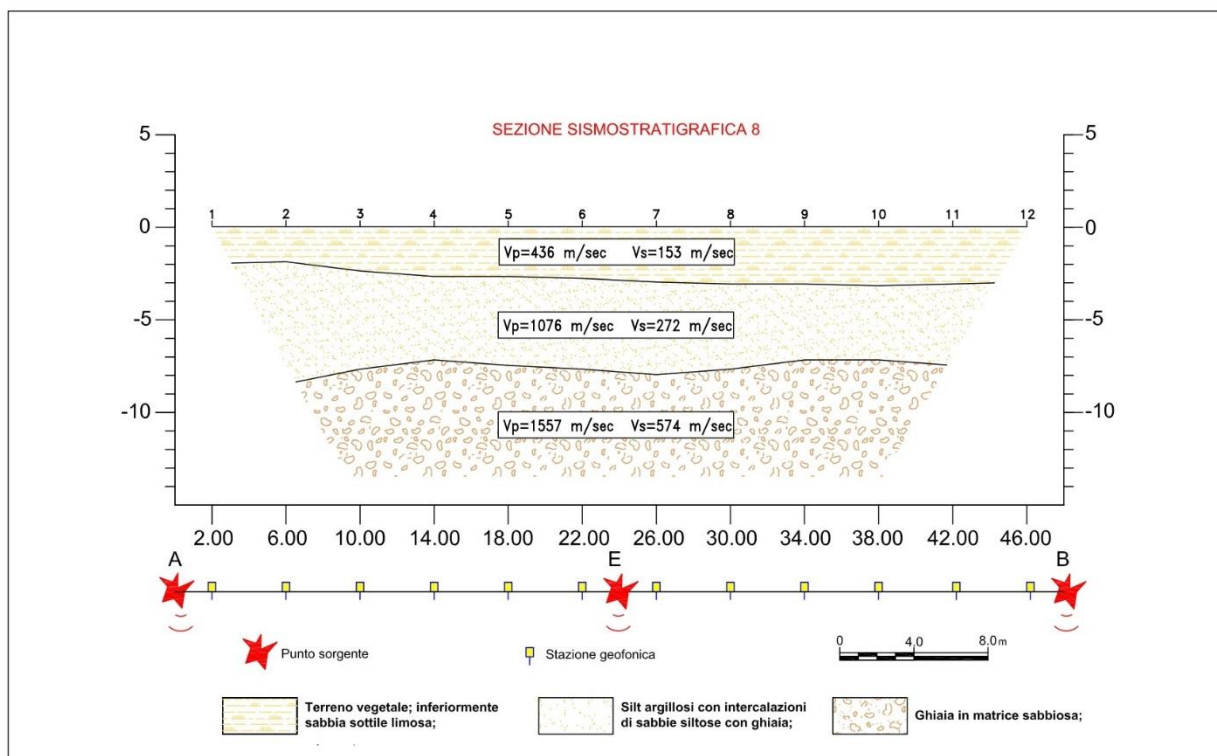 SEZIONE SISMOSTRATIGRAFICA 8
5 5
1 2 3 4 5 6 7 8 9 10 11 12
0 0
Vp=436 m/sec Vs=153 m/sec
-5 -5
Vp=1076 m/sec Vs=272 m/sec
-10 -10
Vp=1557 m/sec Vs=574 m/sec
2.00 6.00 10.00 14.00 18.00 22.00 26.00 30.00 34.00 38.00 42.00 46.00
A E B
0 4.0 8.0 m
Punto sorgente Stazione geofonica
Terreno vegetale; inferiormente
sabbia sottile limosa;
Silt argillosi con intercalazioni
di sabbie siltose con ghiaia;
Ghiaia in matrice sabbiosa;